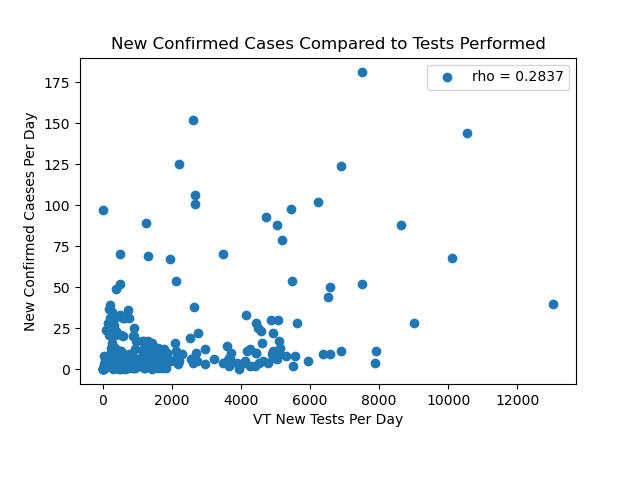 New Confirmed Cases Compared to Tests Performed
rho = 0.2837
175
150
125
100
75
50
25
0
New Confirmed Caeses Per Day
0 2000 4000 6000 8000 10000 12000
VT New Tests Per Day